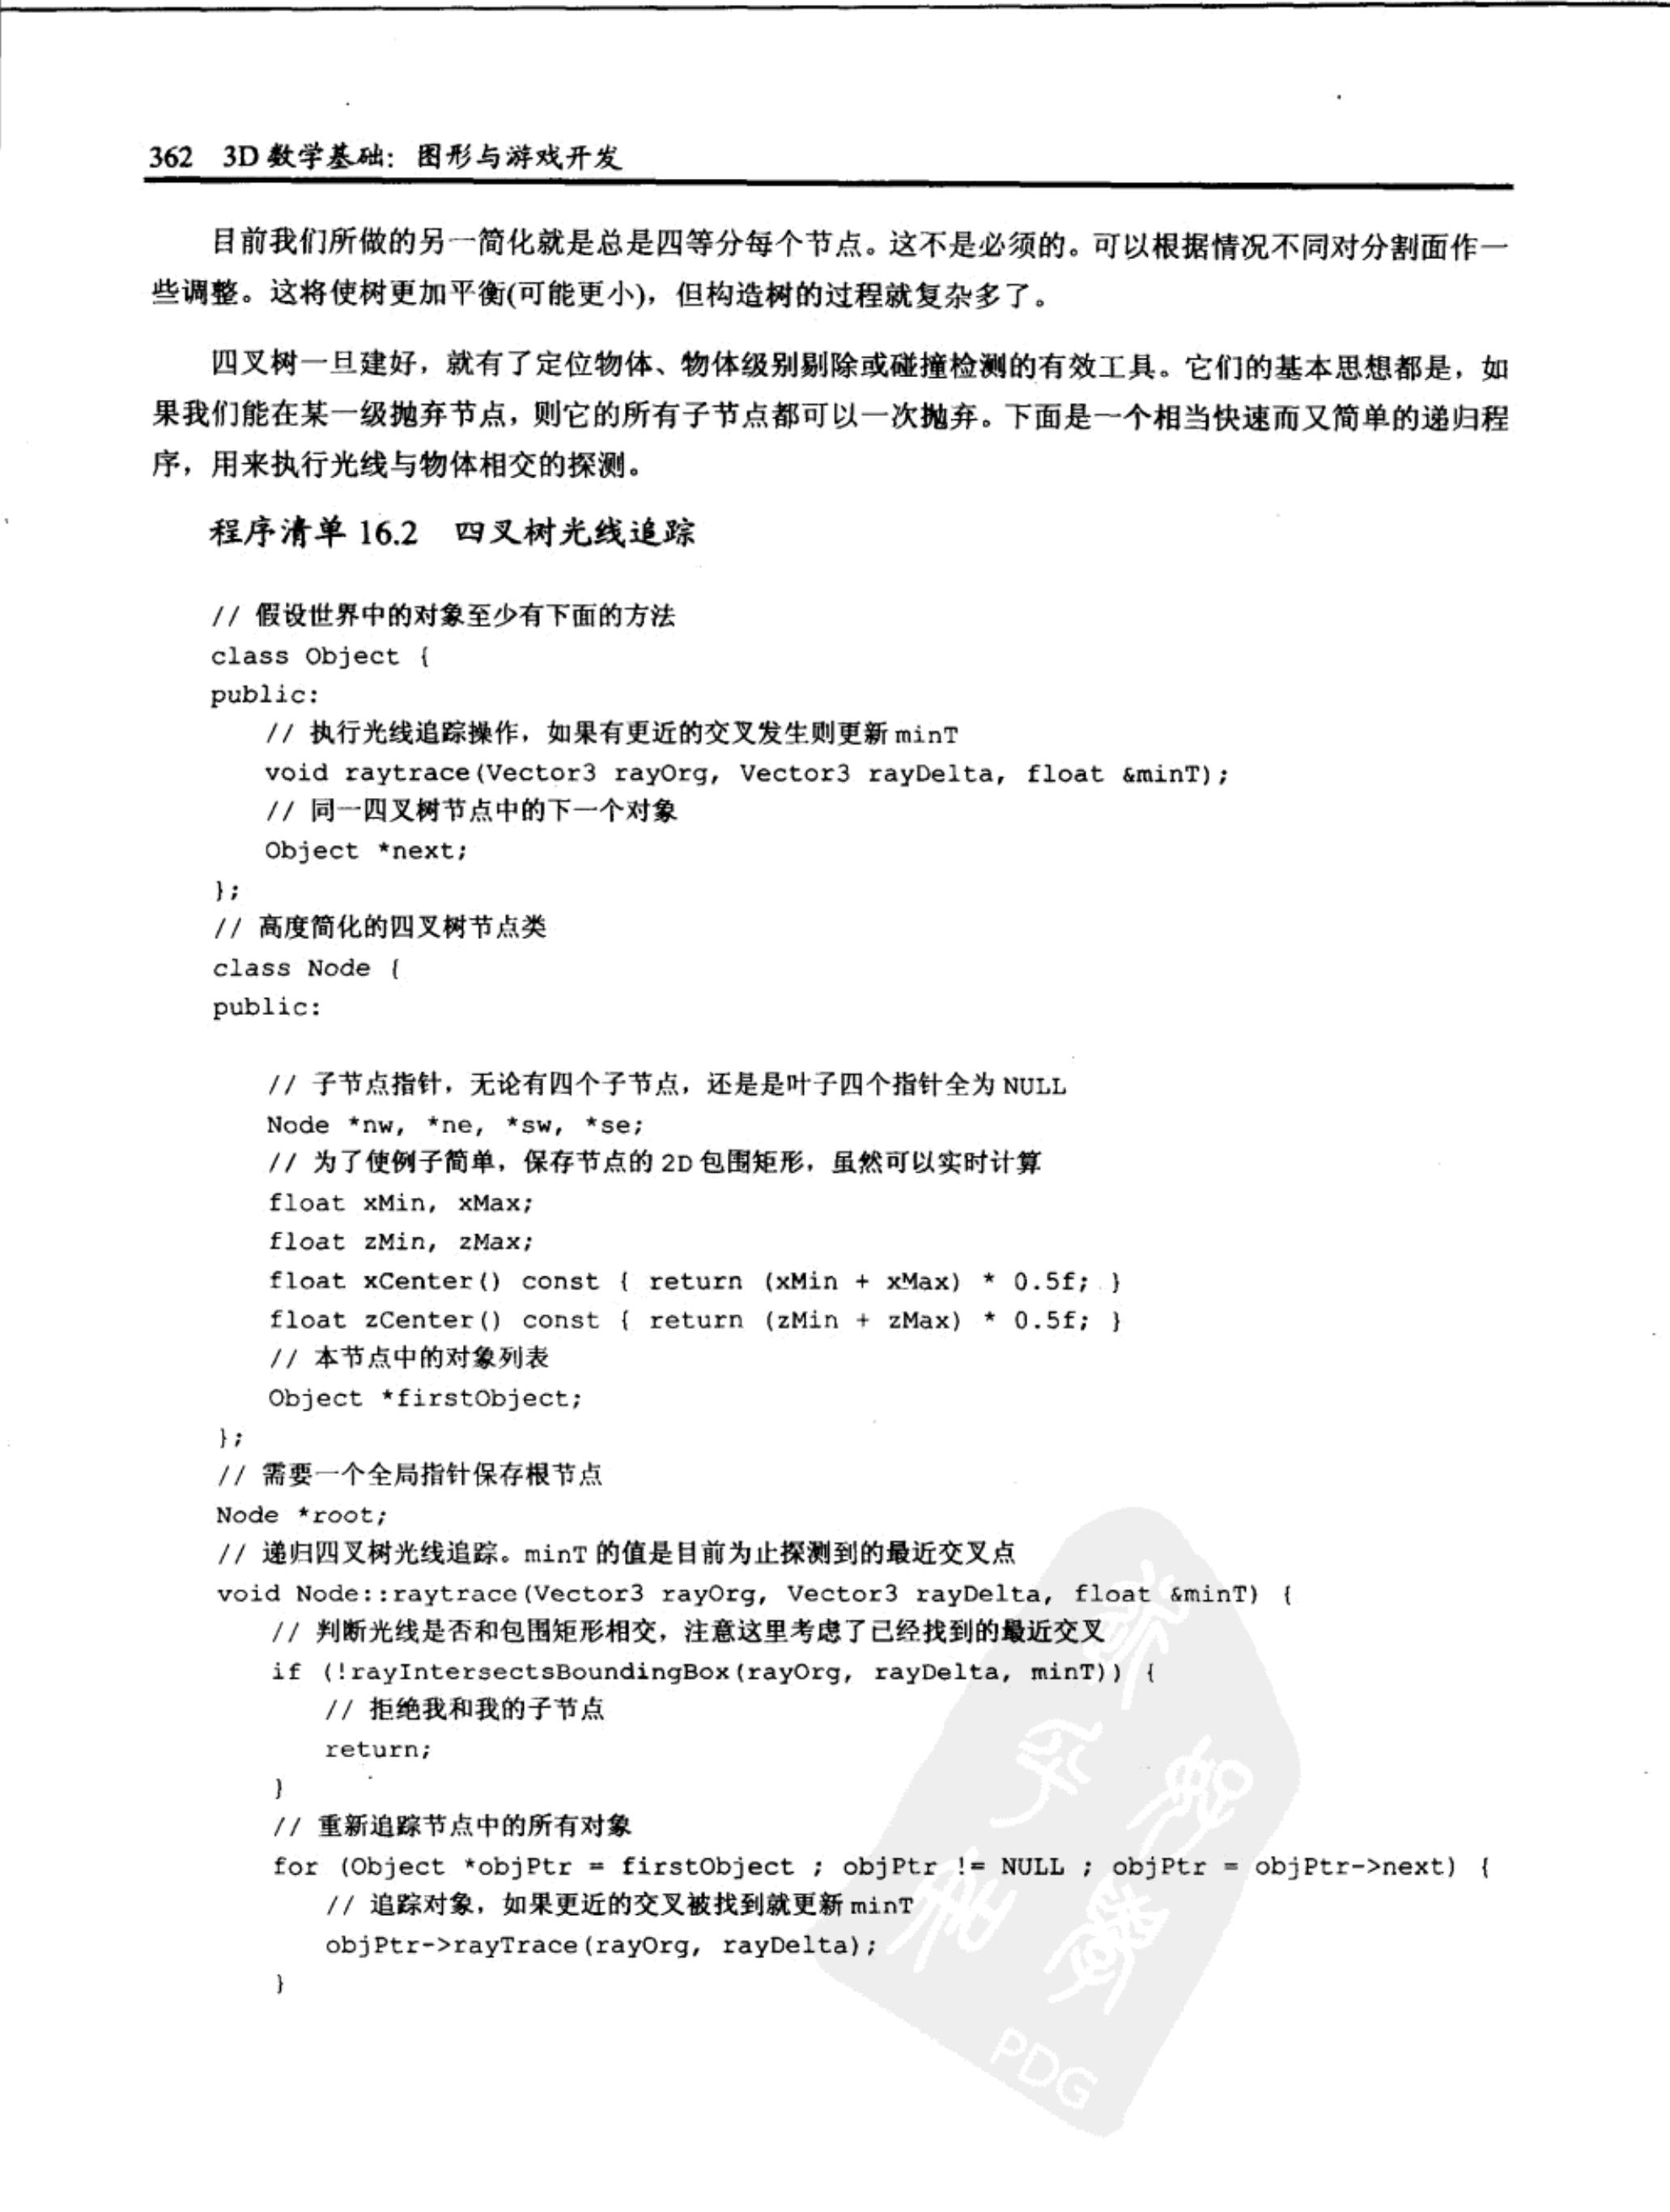 362 3D 数学基础：图形与游戏开发
目前我们所做的另一简化就是总是四等分每个节点。这不是必须的。可以根据情况不同对分割面作一
些调整。这将使树更加平衡(可能更小)，但构造树的过程就复杂多了。
四叉树一旦建好，就有了定位物体、物体级别剔除或碰撞检测的有效工具。它们的基本思想都是，如
果我们能在某一级抛弃节点，则它的所有子节点都可以一次抛弃。下面是一个相当快速而又简单的递归程
序，用来执行光线与物体相交的探测。
程序清单 16.2 四叉树光线追踪
// 假设世界中的对象至少有下面的方法
class Object {
public:
// 执行光线追踪操作，如果有更近的交叉发生则更新 minT
void raytrace(Vector3 rayOrg, Vector3 rayDelta, float &minT);
// 同一四叉树节点中的下一个对象
Object *next;
};
// 高度简化的四叉树节点类
class Node {
public:
// 子节点指针，无论有四个子节点，还是是叶子四个指针全为 NULL
Node *nw, *ne, *sw, *se;
// 为了使例子简单，保存节点的 2D 包围矩形，虽然可以实时计算
float xMin, xMax;
float zMin, zMax;
float xCenter() const { return (xMin + xMax) * 0.5f; }
float zCenter() const { return (zMin + zMax) * 0.5f; }
// 本节点中的对象列表
Object *firstObject;
};
// 需要一个全局指针保存根节点
Node *root;
// 递归四叉树光线追踪。minT 的值是目前为止探测到的最近交叉点
void Node::raytrace(Vector3 rayOrg, Vector3 rayDelta, float &minT) {
// 判断光线是否和包围矩形相交，注意这里考虑了已经找到的最近交叉
if (!rayIntersectsBoundingBox(rayOrg, rayDelta, minT)) {
// 拒绝我和我的子节点
return;
}
// 重新追踪节点中的所有对象
for (Object *objPtr = firstObject ; objPtr != NULL ; objPtr = objPtr->next) {
// 追踪对象，如果更近的交叉被找到就更新 minT
objPtr->rayTrace(rayOrg, rayDelta);
}
PDG